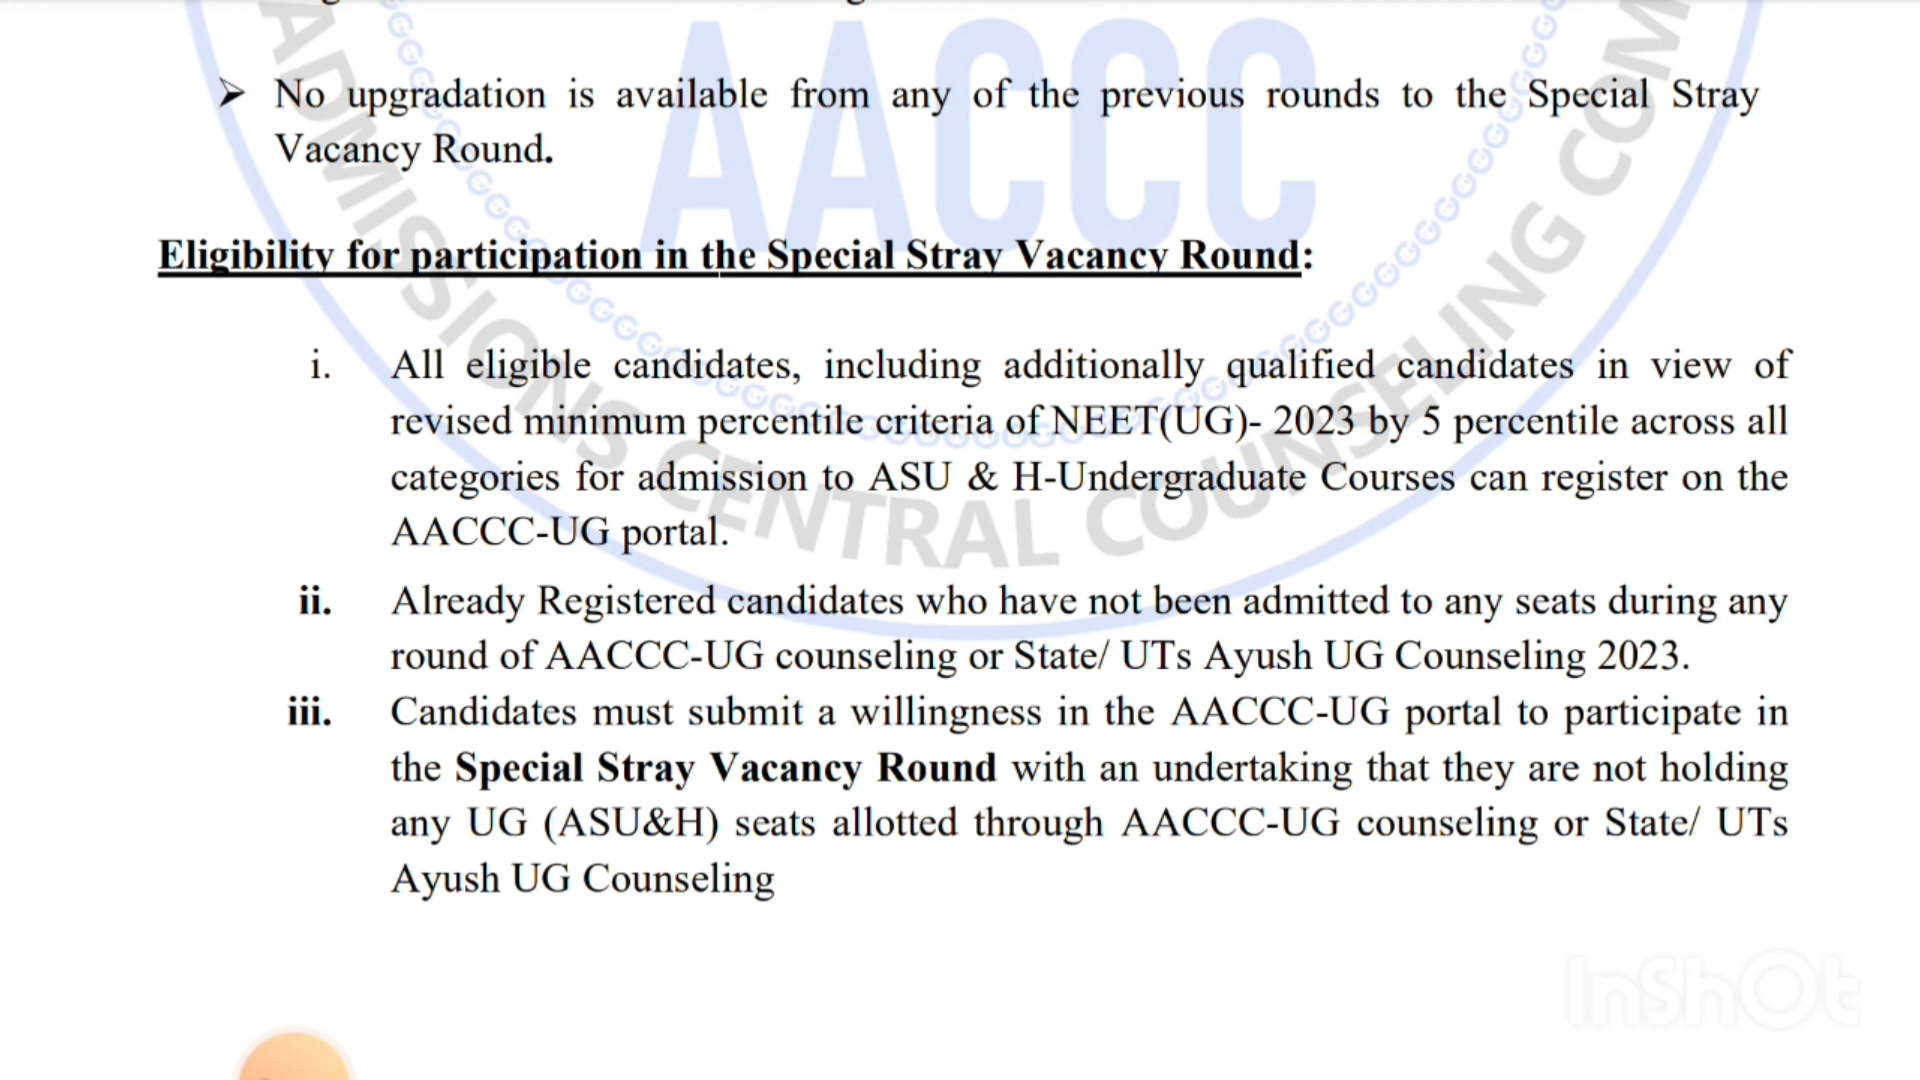 AACCC
➤ No upgradation is available from any of the previous rounds to the Special Stray
Vacancy Round.
Eligibility for participation in the Special Stray Vacancy Round:
i. All eligible candidates, including additionally qualified candidates in view of
revised minimum percentile criteria of NEET(UG)- 2023 by 5 percentile across all
categories for admission to ASU & H-Undergraduate Courses can register on the
AACCC-UG portal.
ii. Already Registered candidates who have not been admitted to any seats during any
round of AACCC-UG counseling or State/ UTs Ayush UG Counseling 2023.
iii. Candidates must submit a willingness in the AACCC-UG portal to participate in
the Special Stray Vacancy Round with an undertaking that they are not holding
any UG (ASU&H) seats allotted through AACCC-UG counseling or State/ UTs
Ayush UG Counseling
ADMISSIONS CENTRAL COUNSELING COM
InShOt